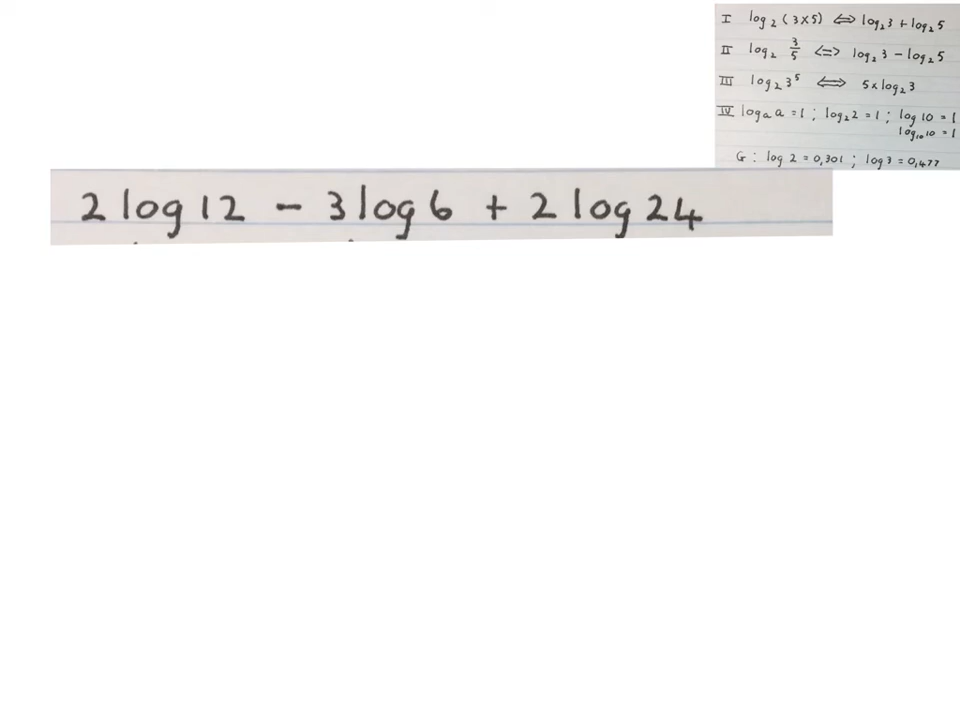 I log₂(3×5) ⟺ log₂3 + log₂5
II log₂ 3/5 <=> log₂3 − log₂5
III log₂3⁵ ⟺ 5×log₂3
IV logₐa = 1 ; log₂2 = 1 ; log 10 = 1
log₁₀10 = 1
G : log 2 = 0,301 ; log 3 = 0,477
2 log 12 − 3 log 6 + 2 log 24